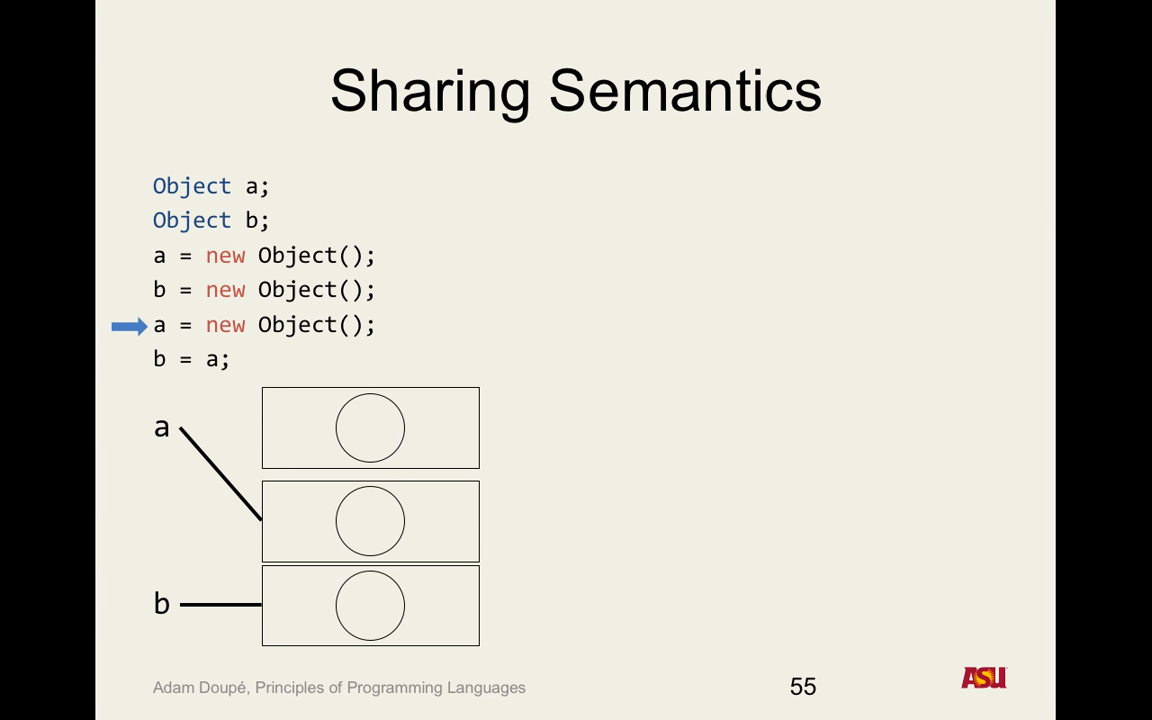 Sharing Semantics
Object a;
Object b;
a = new Object();
b = new Object();
a = new Object();
b = a;
a
b
Adam Doupé, Principles of Programming Languages
55
ASU